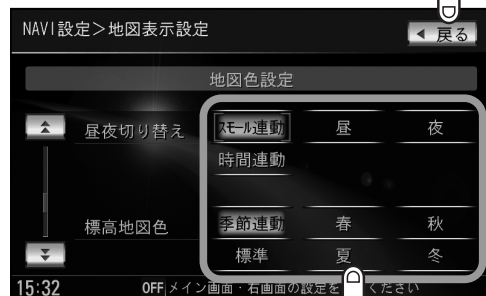 NAVI設定＞地図表示設定
戻る
地図色設定
昼夜切り替え
ｽﾓｰﾙ連動 昼 夜
時間連動
標高地図色
季節連動 春 秋
標準 夏 冬
15:32 OFF メイン画面・右画面の設定を ください